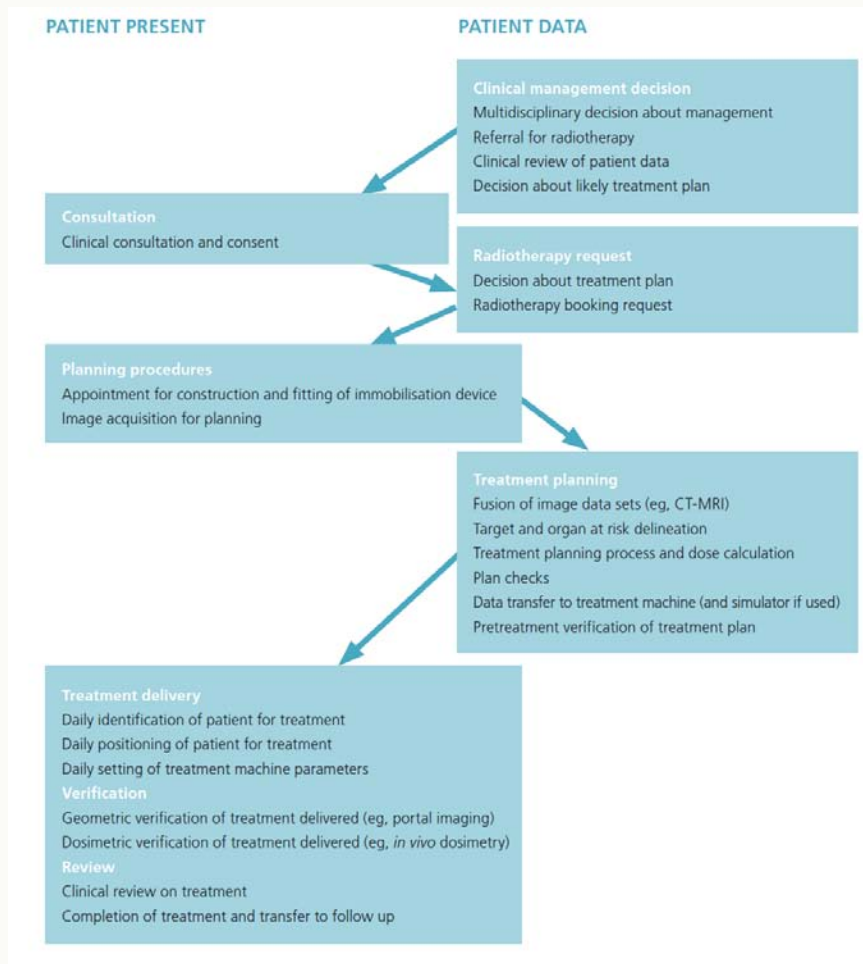 PATIENT PRESENT
PATIENT DATA
Clinical management decision
Multidisciplinary decision about management
Referral for radiotherapy
Clinical review of patient data
Decision about likely treatment plan
Consultation
Clinical consultation and consent
Radiotherapy request
Decision about treatment plan
Radiotherapy booking request
Planning procedures
Appointment for construction and fitting of immobilisation device
Image acquisition for planning
Treatment planning
Fusion of image data sets (eg, CT-MRI)
Target and organ at risk delineation
Treatment planning process and dose calculation
Plan checks
Data transfer to treatment machine (and simulator if used)
Pretreatment verification of treatment plan
Treatment delivery
Daily identification of patient for treatment
Daily positioning of patient for treatment
Daily setting of treatment machine parameters
Verification
Geometric verification of treatment delivered (eg, portal imaging)
Dosimetric verification of treatment delivered (eg, in vivo dosimetry)
Review
Clinical review on treatment
Completion of treatment and transfer to follow up